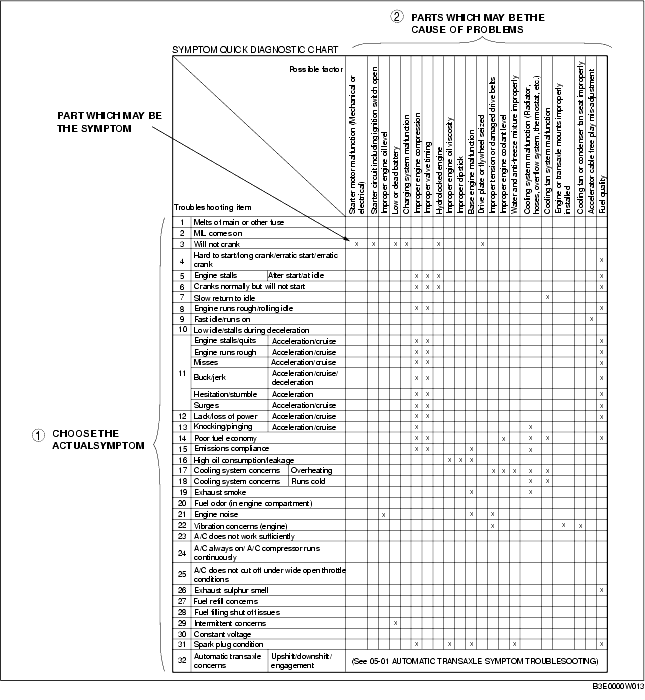 ② PARTS WHICH MAY BE THE
CAUSE OF PROBLEMS
SYMPTOM QUICK DIAGNOSTIC CHART
Possible factor
PART WHICH MAY BE
THE SYMPTOM
Starter motor malfunction (Mechanical or
electrical)
Starter circuit including ignition switch open
Improper engine oil level
Low or dead battery
Charging system malfunction
Improper engine compression
Improper valve timing
Hydrolocked engine
Improper engine oil viscosity
Improper dipstick
Base engine malfunction
Drive plate or flywheel seized
Improper tension or damaged drive belts
Improper engine coolant level
Water and anti-freeze mixture improperly
Cooling system malfunction (Radiator,
hoses, overflow system, thermostat, etc.)
Cooling fan system malfunction
Engine or transaxle mounts improperly
installed
Cooling fan or condenser fan seat improperly
Accelerator cable free play misadjustment
Fuel quality
Troubleshooting item
1 Melts of main or other fuse
2 MIL comes on
3 Will not crank x x x x x x
4 Hard to start/long crank/erratic start/erratic
crank x
5 Engine stalls After start/at idle x x x x
6 Cranks normally but will not start x x x x
7 Slow return to idle x
8 Engine runs rough/rolling idle x x x
9 Fast idle/runs on x
10 Low idle/stalls during deceleration
11 Engine stalls/quits Acceleration/cruise x x x
Engine runs rough Acceleration/cruise x x x
Misses Acceleration/cruise x x x
Buck/jerk Acceleration/cruise/
deceleration x x x
Hesitation/stumble Acceleration x x x
Surges Acceleration/cruise x x x
12 Lack/loss of power Acceleration/cruise x x x
13 Knocking/pinging Acceleration/cruise x x
14 Poor fuel economy x x x x x x
15 Emissions compliance x x x x
16 High oil consumption/leakage x x x
17 Cooling system concerns Overheating x x x x x
18 Cooling system concerns Runs cold x x
19 Exhaust smoke x x
20 Fuel odor (in engine compartment)
21 Engine noise x x x
22 Vibration concerns (engine) x x x
23 A/C does not work sufficiently
24 A/C always on/ A/C compressor runs
continuously
25 A/C does not cut off under wide open throttle
conditions
26 Exhaust sulphur smell x
27 Fuel refill concerns
28 Fuel filling shut off issues
29 Intermittent concerns x
30 Constant voltage
31 Spark plug condition x x x x x
32 Automatic transaxle
concerns Upshift/downshift/
engagement (See 05-01 AUTOMATIC TRANSAXLE SYMPTOM TROUBLESOOTING)
① CHOOSE THE
ACTUAL SYMPTOM
B3E0000W013